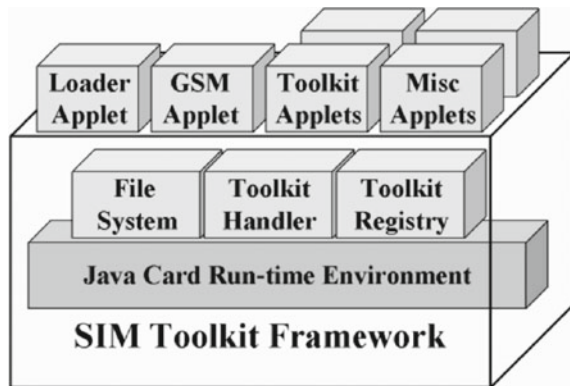 Loader
Applet
GSM
Applet
Toolkit
Applets
Misc
Applets
File
System
Toolkit
Handler
Toolkit
Registry
Java Card Run-time Environment
SIM Toolkit Framework